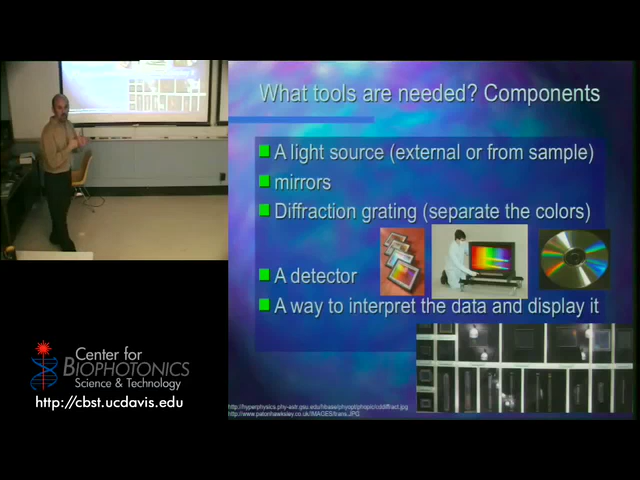 What tools are needed? Components
A light source (external or from sample)
mirrors
Diffraction grating (separate the colors)
A detector
A way to interpret the data and display it
Center for
BIOPHOTONICS
Science & Technology
http://cbst.ucdavis.edu
http://hyperphysics.phy-astr.gsu.edu/hbase/phyopt/phopic/cddiffract.jpg
http://www.patonhawksley.co.uk/IMAGES/trans.JPG